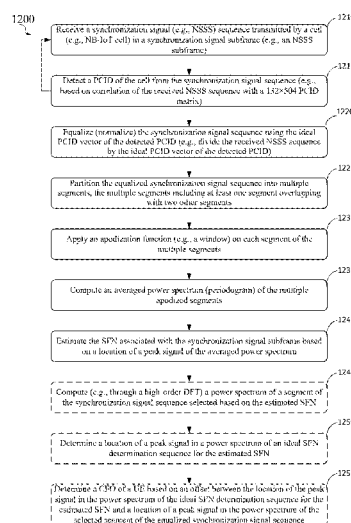 1200
Receive a synchronization signal (e.g., NSSS) sequence transmitted by a cell
(e.g., NB-IoT cell) in a synchronization signal subframe (e.g., an NSSS
subframe)
121
Detect a PCID of the cell from the synchronization signal sequence (e.g.,
based on correlation of the received NSSS sequence with a 132×504 PCID
matrix)
121
Equalize (normalize) the synchronization signal sequence using the ideal
PCID vector of the detected PCID (e.g., divide the received NSSS sequence
by the ideal PCID vector of the detected PCID)
122
Partition the equalized synchronization signal sequence into multiple
segments, the multiple segments including at least one segment overlapping
with two other segments
122
Apply an apodization function (e.g., a window) on each segment of the
multiple segments
123
Compute an averaged power spectrum (periodogram) of the multiple
apodized segments
123
Estimate the SFN associated with the synchronization signal subframe based
on a location of a peak signal of the averaged power spectrum
124
Compute (e.g., through a high-order DFT) a power spectrum of a segment of
the synchronization signal sequence selected based on the estimated SFN
124
Determine a location of a peak signal in a power spectrum of an ideal SFN
determination sequence for the estimated SFN
125
Determine a CFO of a UE based on an offset between the location of the peak
signal in the power spectrum of the ideal SFN determination sequence for the
estimated SFN and a location of a peak signal in the power spectrum of the
selected segment of the equalized synchronization signal sequence
125